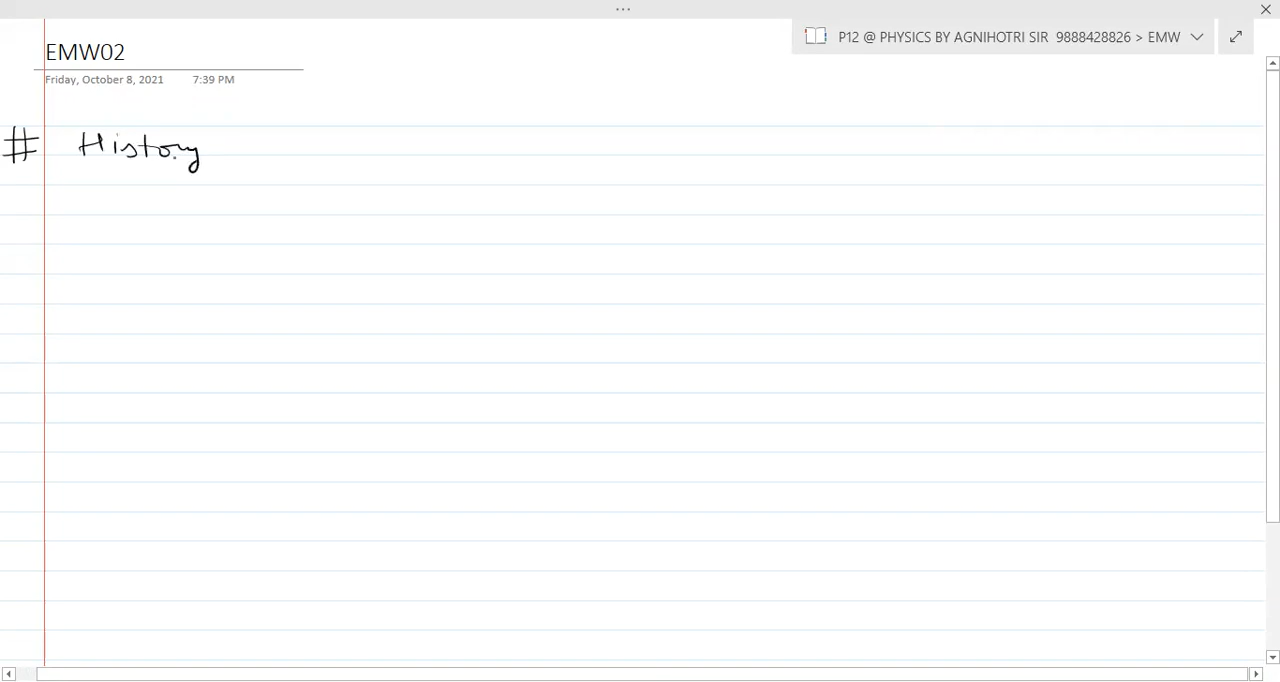 P12 @ PHYSICS BY AGNIHOTRI SIR 9888428826 > EMW
EMW02
Friday, October 8, 2021 7:39 PM
# History